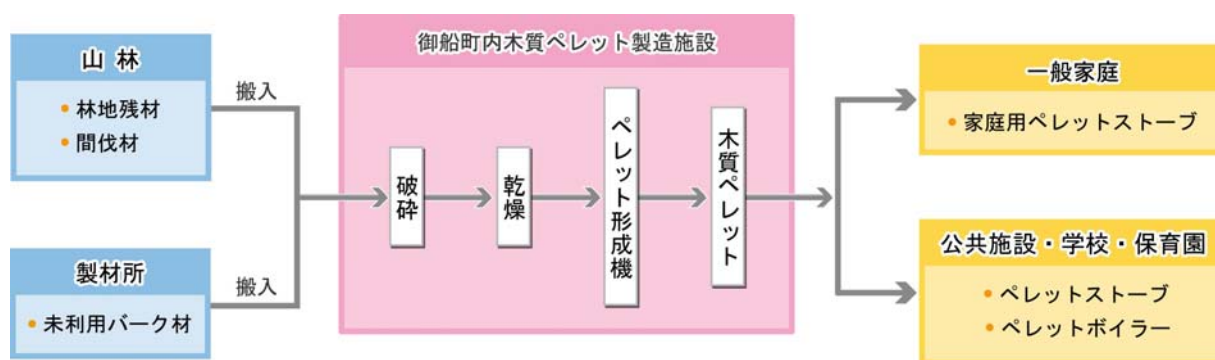 山 林
• 林地残材
• 間伐材
搬入
製材所
• 未利用バーク材
搬入
御船町内木質ペレット製造施設
破砕
乾燥
ペレット形成機
木質ペレット
一般家庭
• 家庭用ペレットストーブ
公共施設・学校・保育園
• ペレットストーブ
• ペレットボイラー